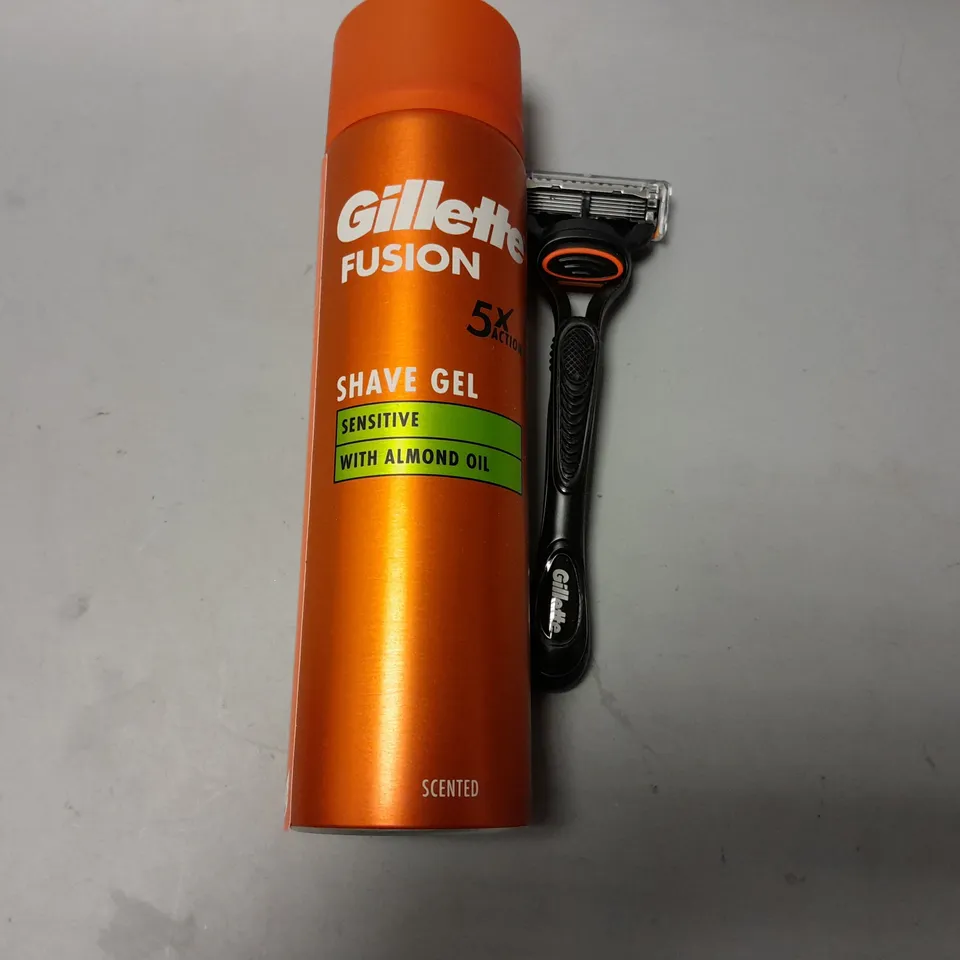 Gillette
FUSION
5X
ACTION
SHAVE GEL
SENSITIVE
WITH ALMOND OIL
SCENTED
Gillette